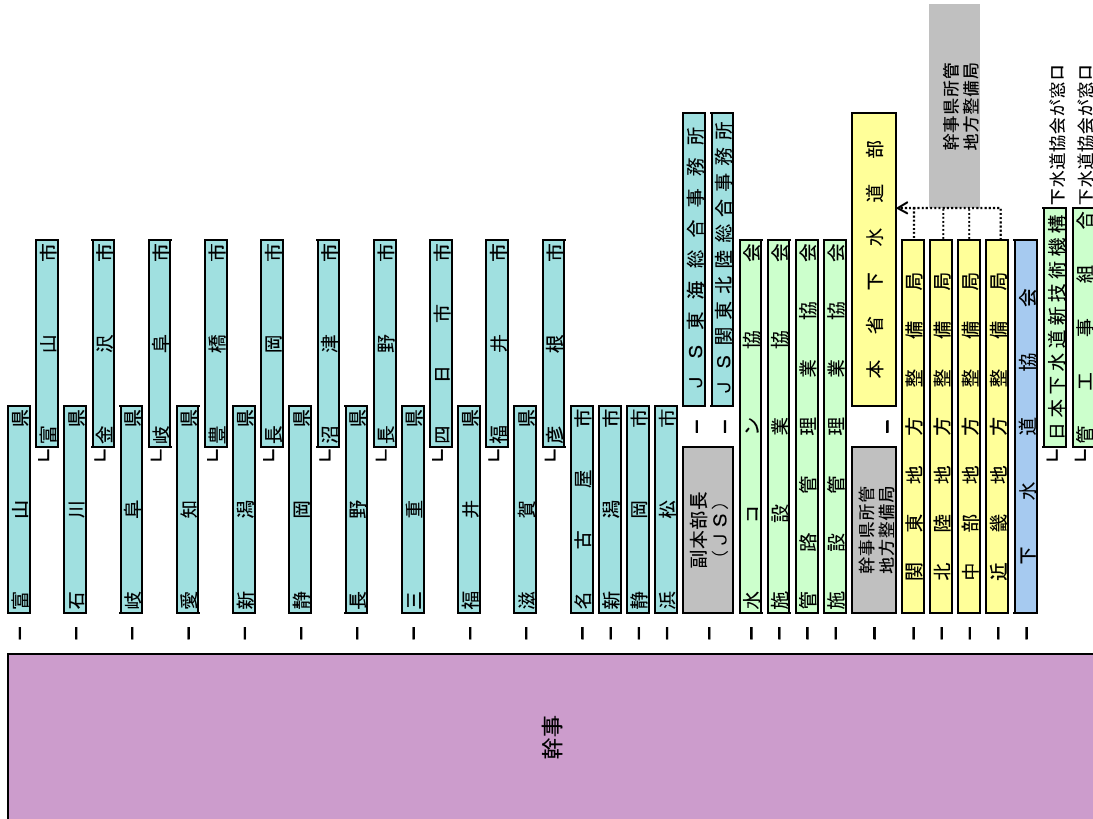 幹事
富山県
富山市
石川県
金沢市
岐阜県
岐阜市
愛知県
豊橋市
新潟県
長岡市
静岡県
沼津市
長野県
長野市
三重県
四日市市
福井県
福井市
滋賀県
彦根市
名古屋市
新潟市
静岡市
浜松市
副本部長
(JS)
JS東海総合事務所
JS関東北陸総合事務所
水コン協会
施設業協会
管路管理業協会
施設管理業協会
幹事県所管
地方整備局
本省下水道部
関東地方整備局
北陸地方整備局
中部地方整備局
近畿地方整備局
幹事県所管
地方整備局
下水道協会
日本下水道新技術機構
下水道協会が窓口
管工事組合
下水道協会が窓口